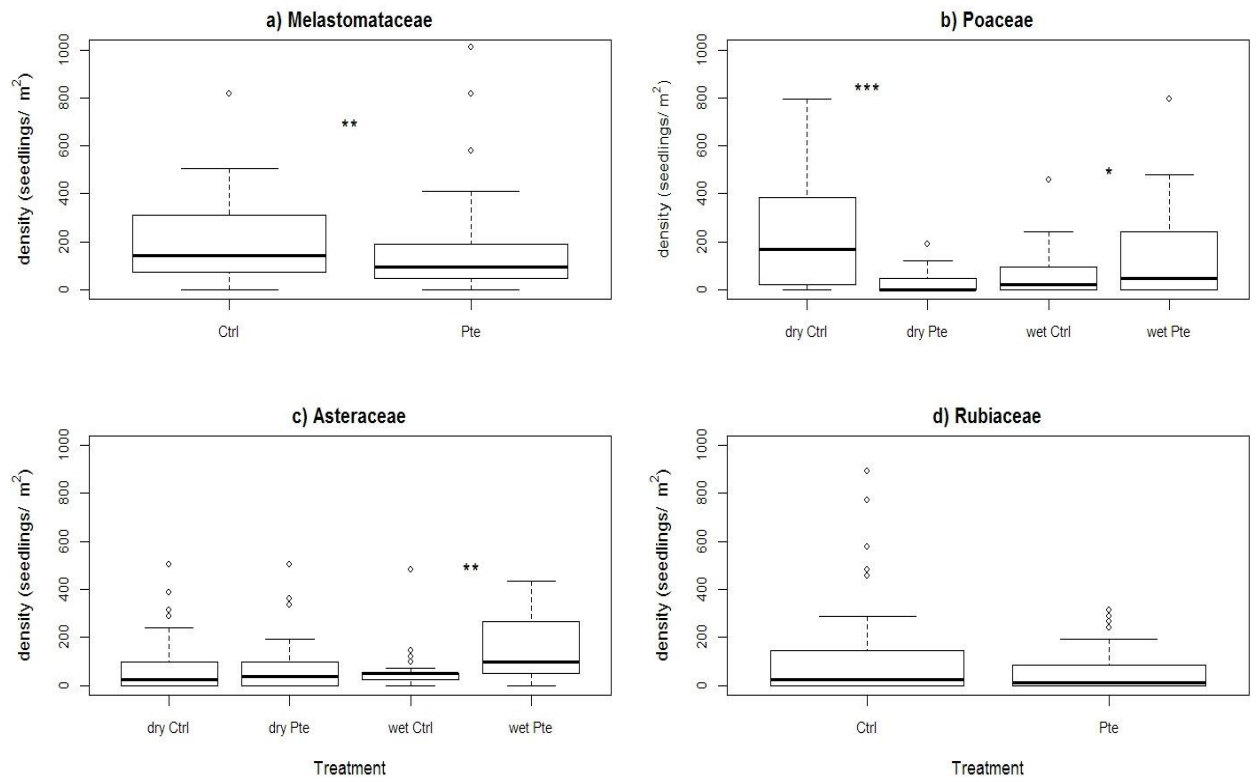 a) Melastomataceae
density (seedlings/ m²)
1000
800
600
400
200
0
**
Ctrl Pte
b) Poaceae
density (seedlings/ m²)
1000
800
600
400
200
0
***
*
dry Ctrl dry Pte wet Ctrl wet Pte
c) Asteraceae
density (seedlings/ m²)
1000
800
600
400
200
0
**
dry Ctrl dry Pte wet Ctrl wet Pte
Treatment
d) Rubiaceae
density (seedlings/ m²)
1000
800
600
400
200
0
Ctrl Pte
Treatment